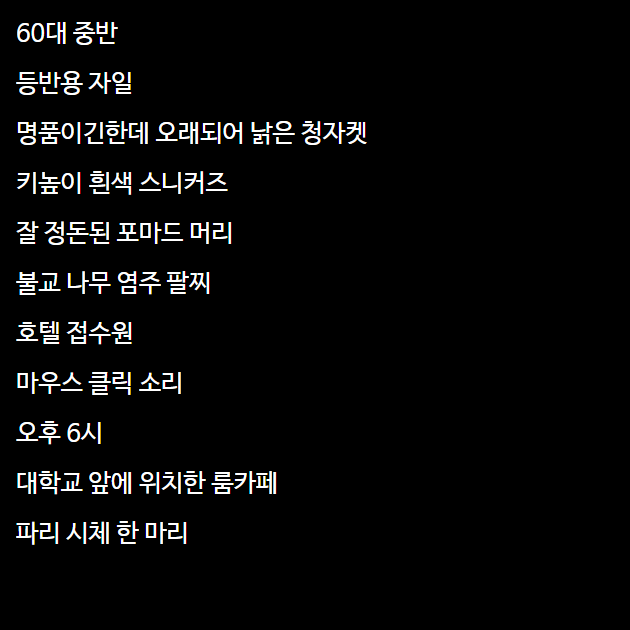 60대 중반
등반용 자일
명품이긴한데 오래되어 낡은 청자켓
키높이 흰색 스니커즈
잘 정돈된 포마드 머리
불교 나무 염주 팔찌
호텔 접수원
마우스 클릭 소리
오후 6시
대학교 앞에 위치한 룸카페
파리 시체 한 마리